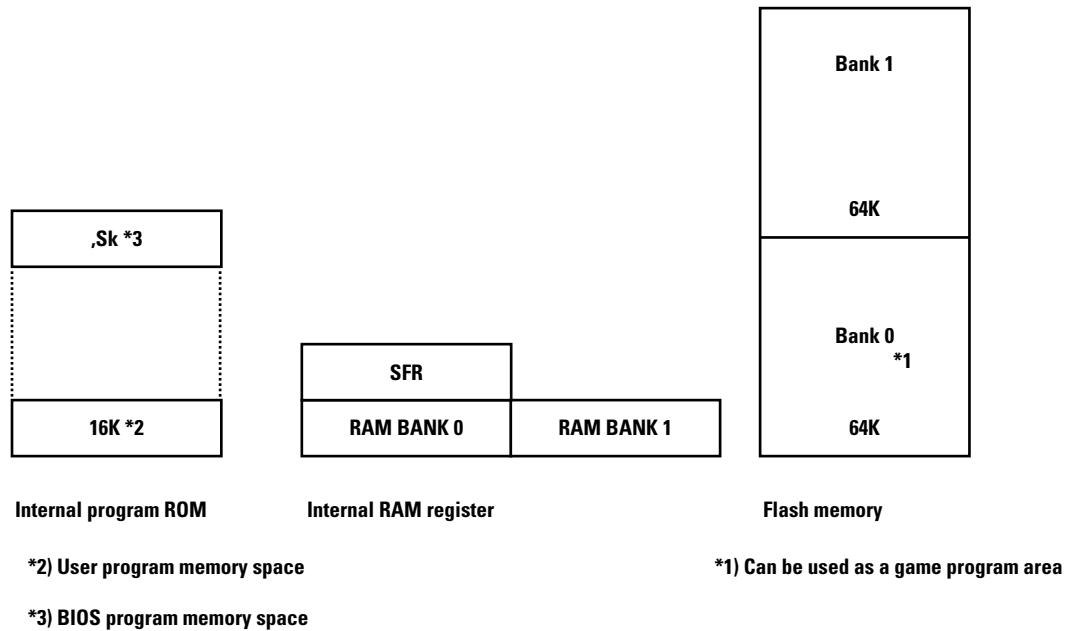 Bank 1
64K
,Sk *3
Bank 0
*1
SFR
16K *2
RAM BANK 0
RAM BANK 1
64K
Internal program ROM
Internal RAM register
Flash memory
*2) User program memory space
*1) Can be used as a game program area
*3) BIOS program memory space